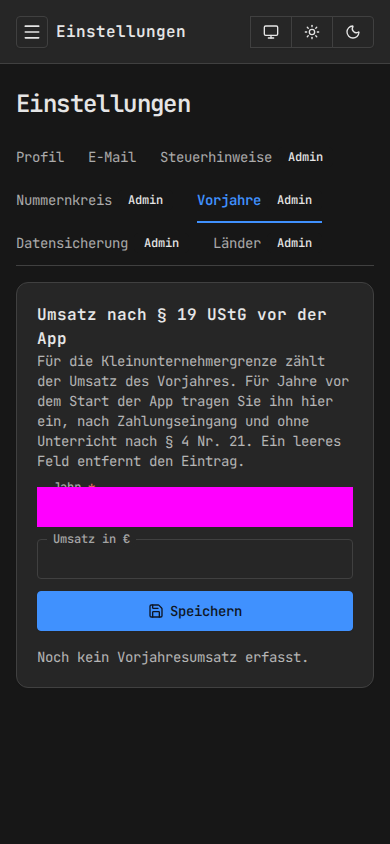 Einstellungen
Einstellungen
Profil E-Mail Steuerhinweise Admin
Nummernkreis Admin Vorjahre Admin
Datensicherung Admin Länder Admin
Umsatz nach § 19 UStG vor der
App
Für die Kleinunternehmergrenze zählt
der Umsatz des Vorjahres. Für Jahre vor
dem Start der App tragen Sie ihn hier
ein, nach Zahlungseingang und ohne
Unterricht nach § 4 Nr. 21. Ein leeres
Feld entfernt den Eintrag.
Umsatz in €
Speichern
Noch kein Vorjahresumsatz erfasst.